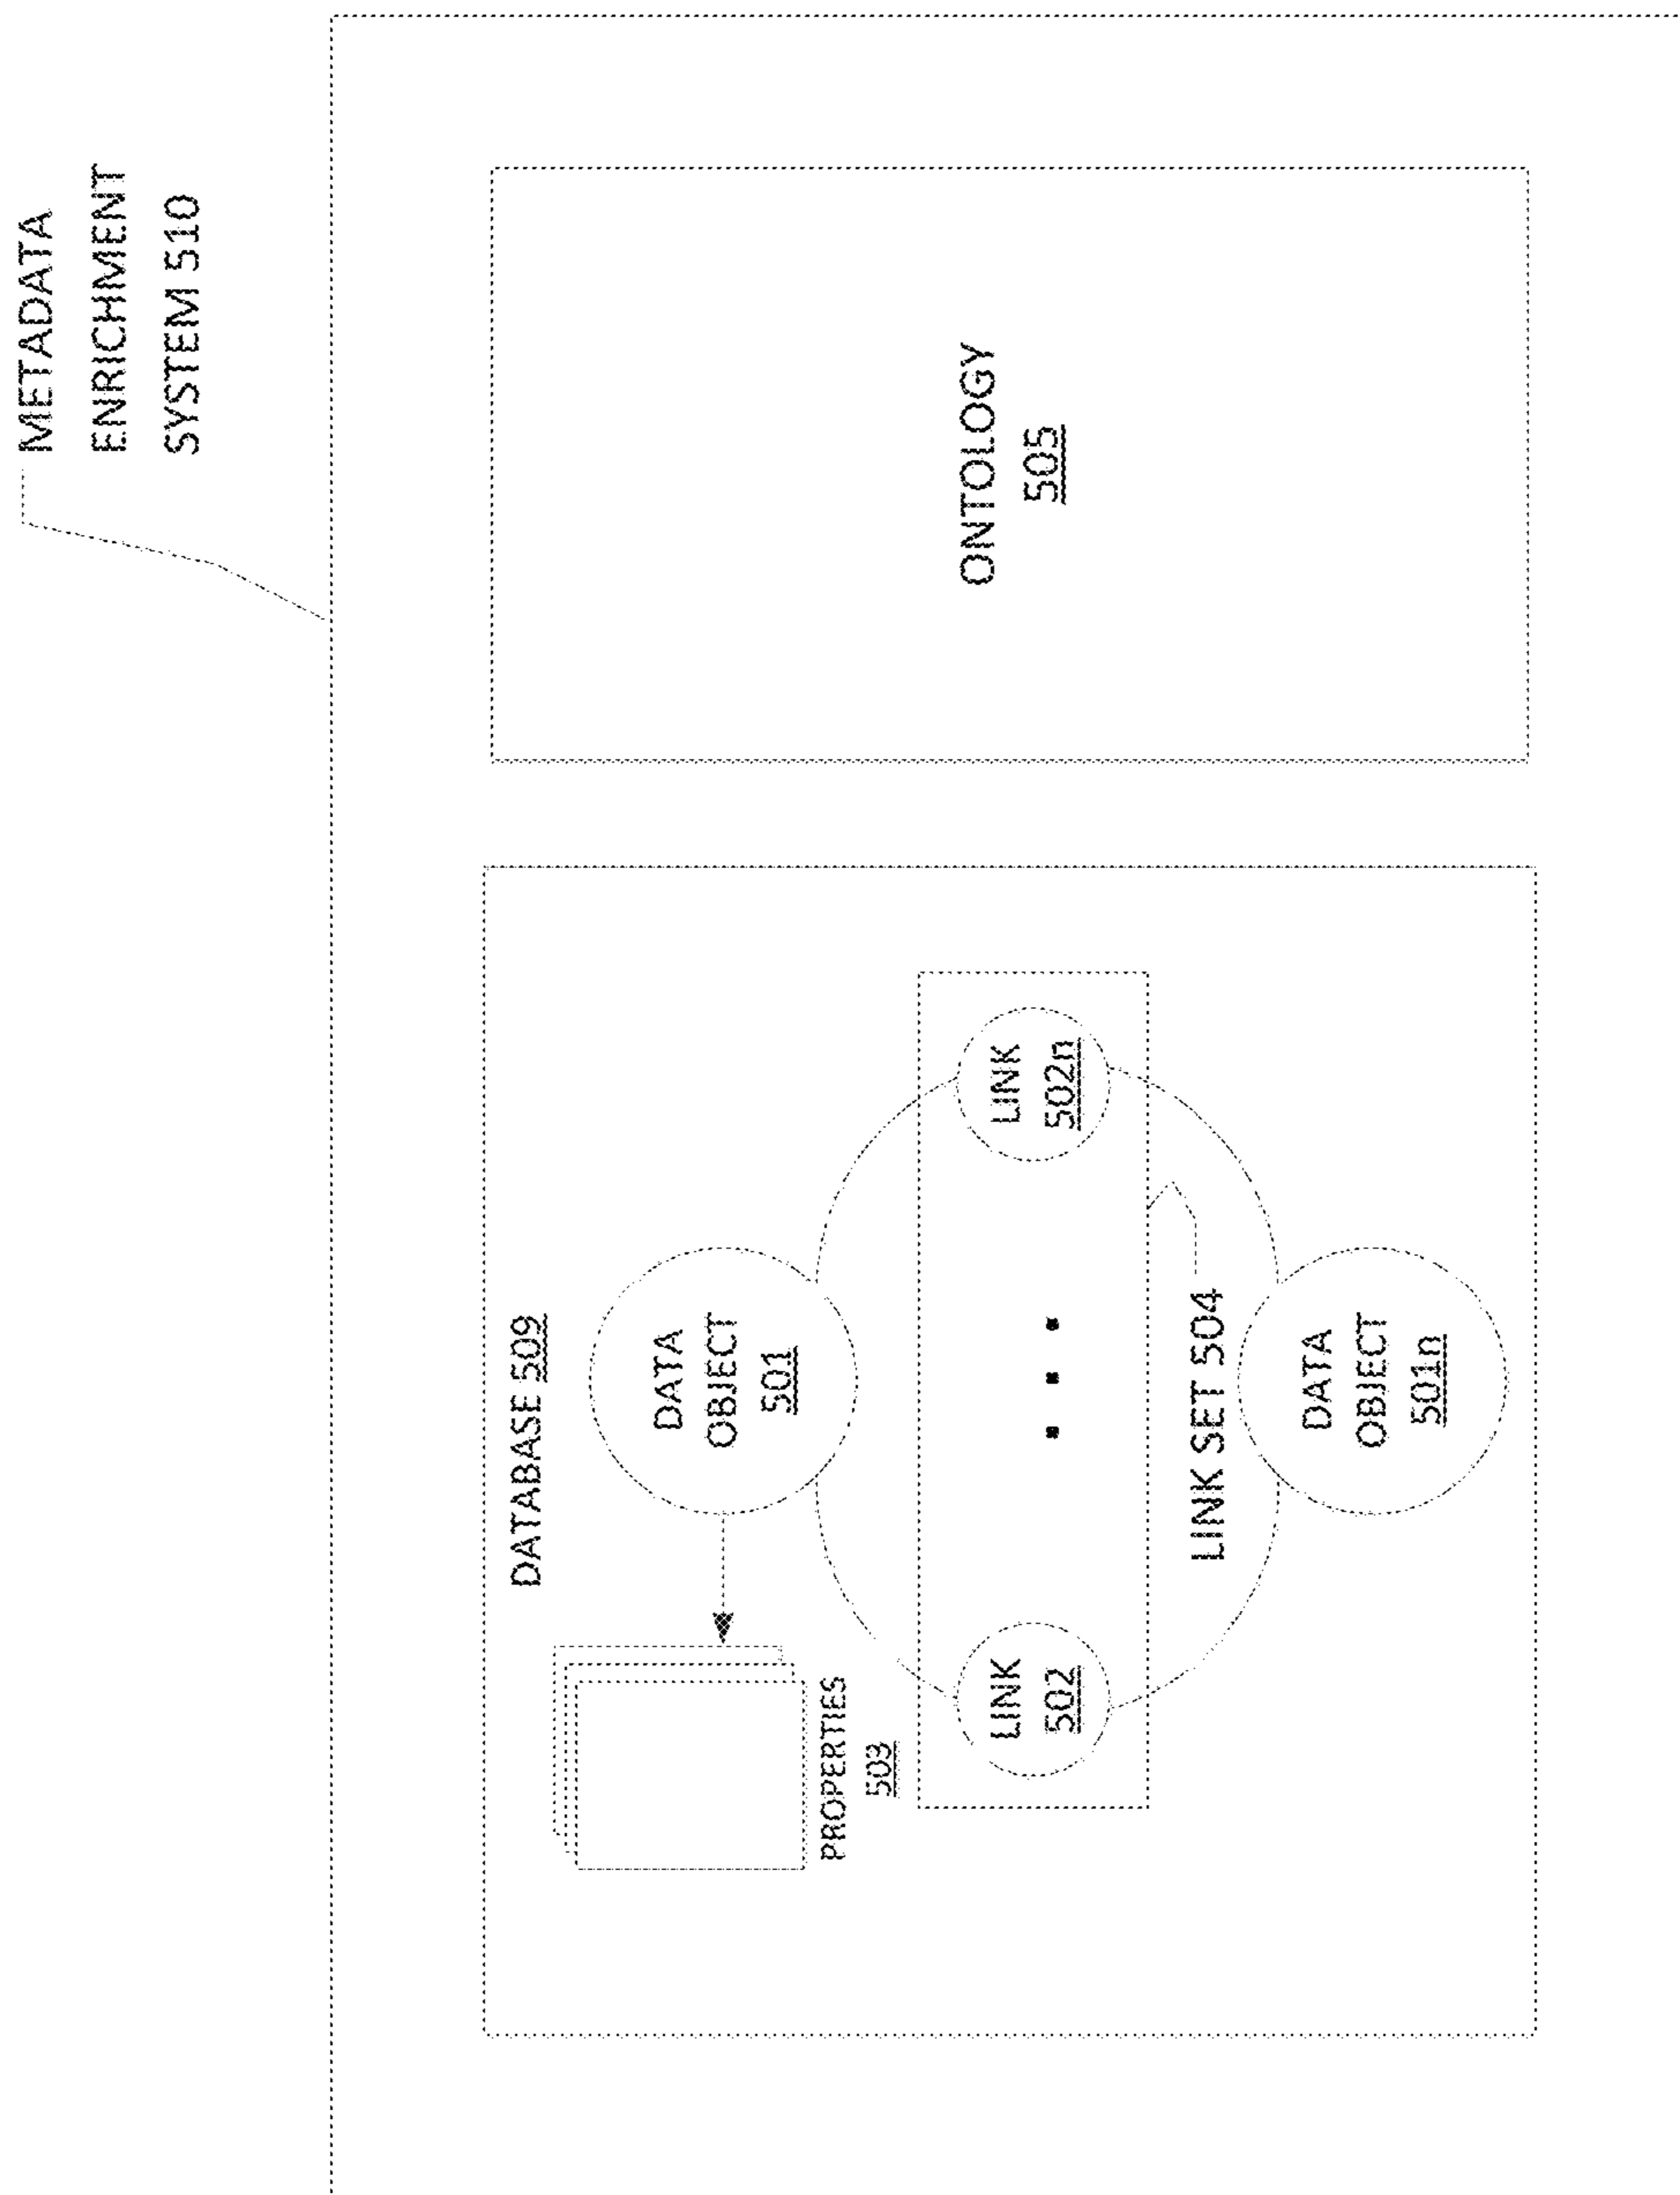 METADATA
ENRICHMENT
SYSTEM 510
DATABASE 509
PROPERTIES
503
DATA
OBJECT
501
LINK
502
LINK
502n
LINK SET 504
DATA
OBJECT
501n
ONTOLOGY
505